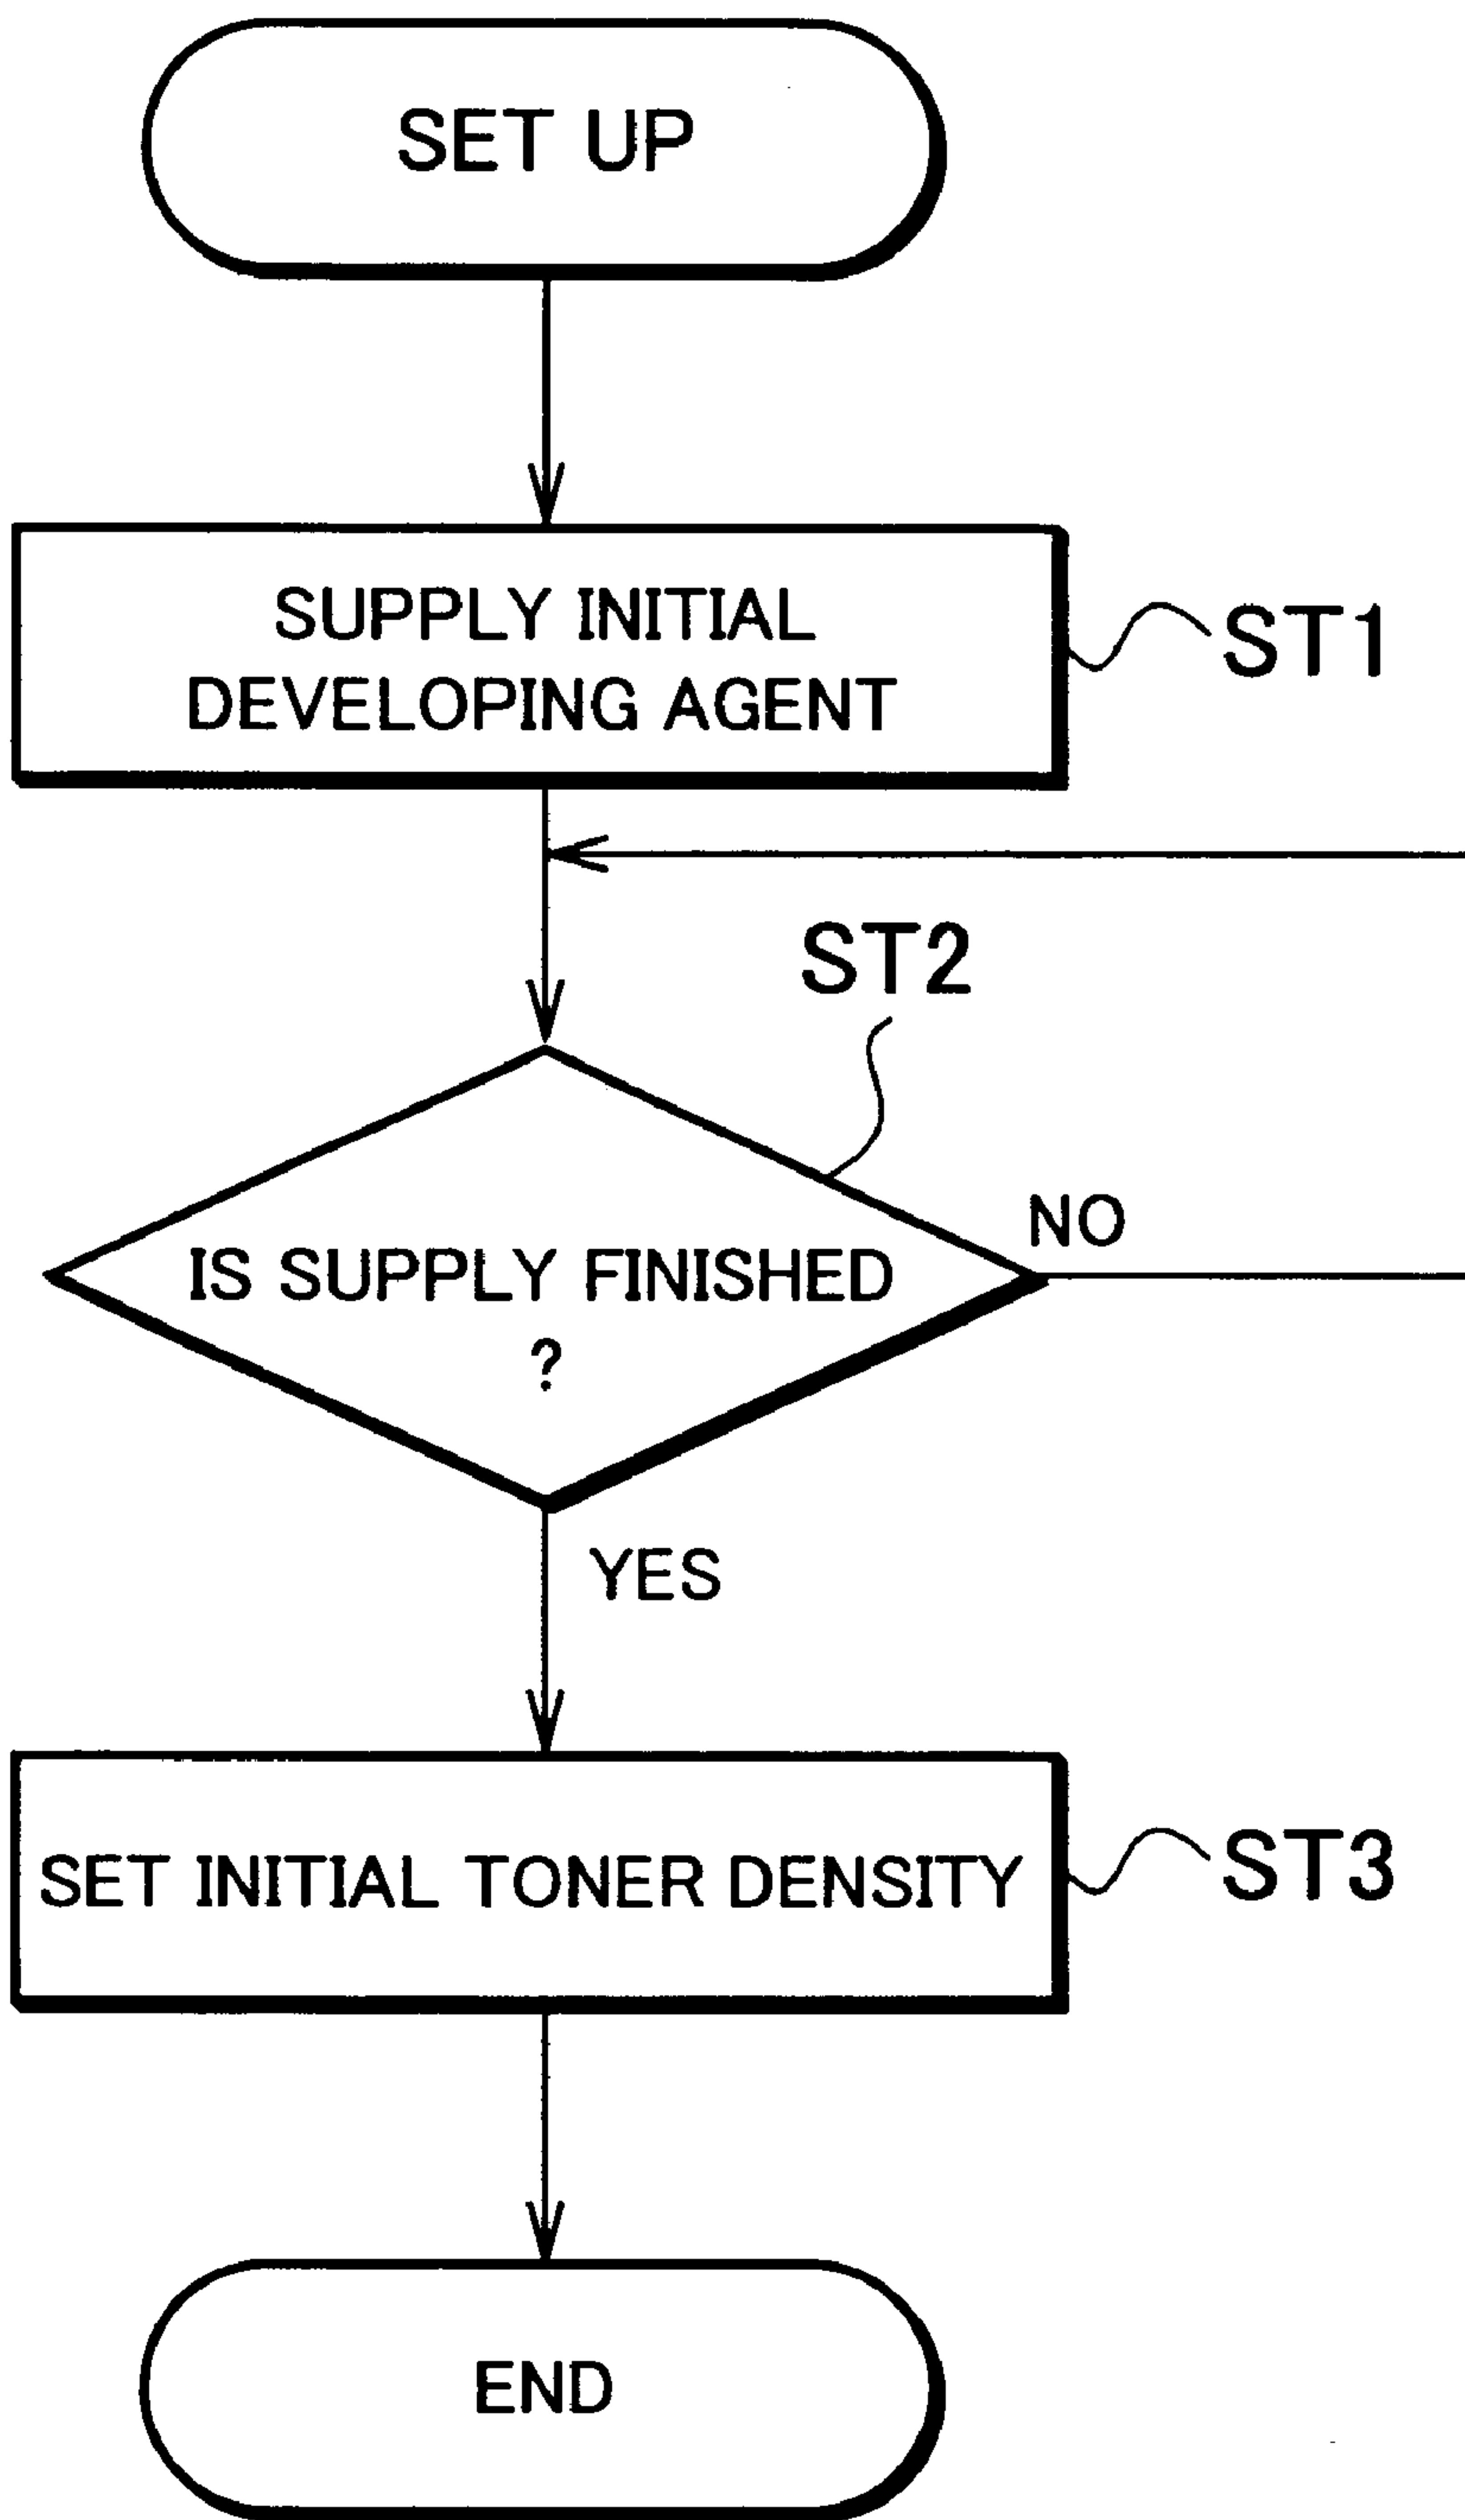 SET UP
SUPPLY INITIAL
DEVELOPING AGENT
ST1
ST2
NO
IS SUPPLY FINISHED
?
YES
SET INITIAL TONER DENSITY
ST3
END